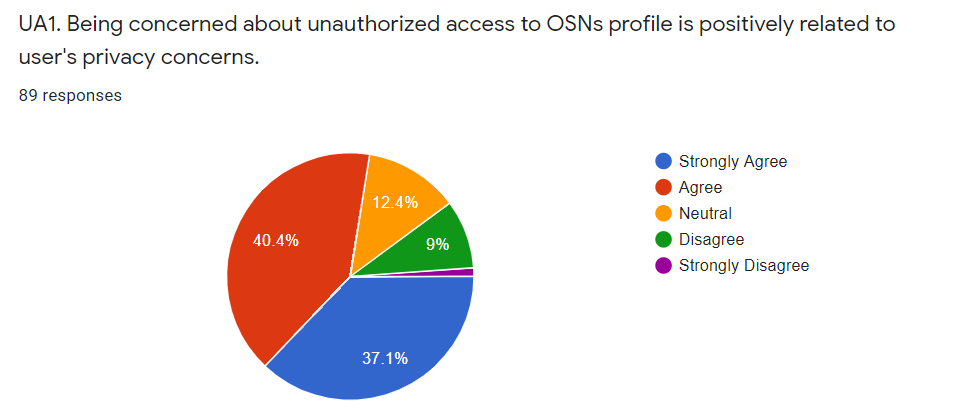 UA1. Being concerned about unauthorized access to OSNs profile is positively related to
user's privacy concerns.
89 responses
Strongly Agree
Agree
Neutral
Disagree
Strongly Disagree
12.4%
40.4%
9%
37.1%